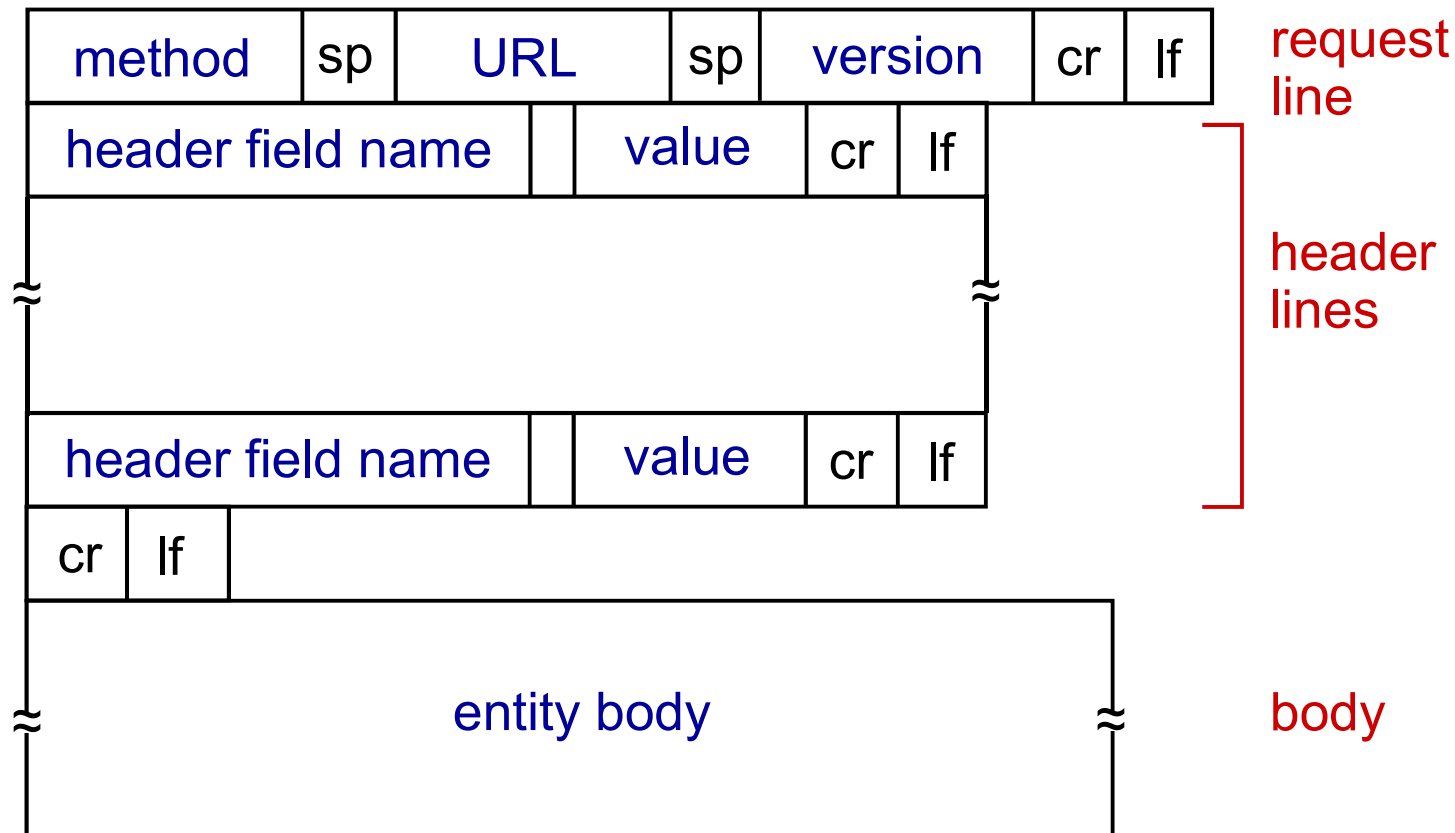 method sp URL sp version cr lf request
line
header field name value cr lf
header
lines
header field name value cr lf
cr lf
entity body body